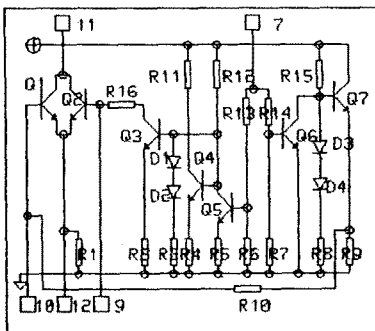 11 7
R11 R12 R15 Q7
Q1 Q2 R16 R13 R14
Q3 Q6
D1 Q4 D3
D2 Q5 D4
R1 R2 R3 R4 R5 R6 R7 R8 R9
10 12 9 R10